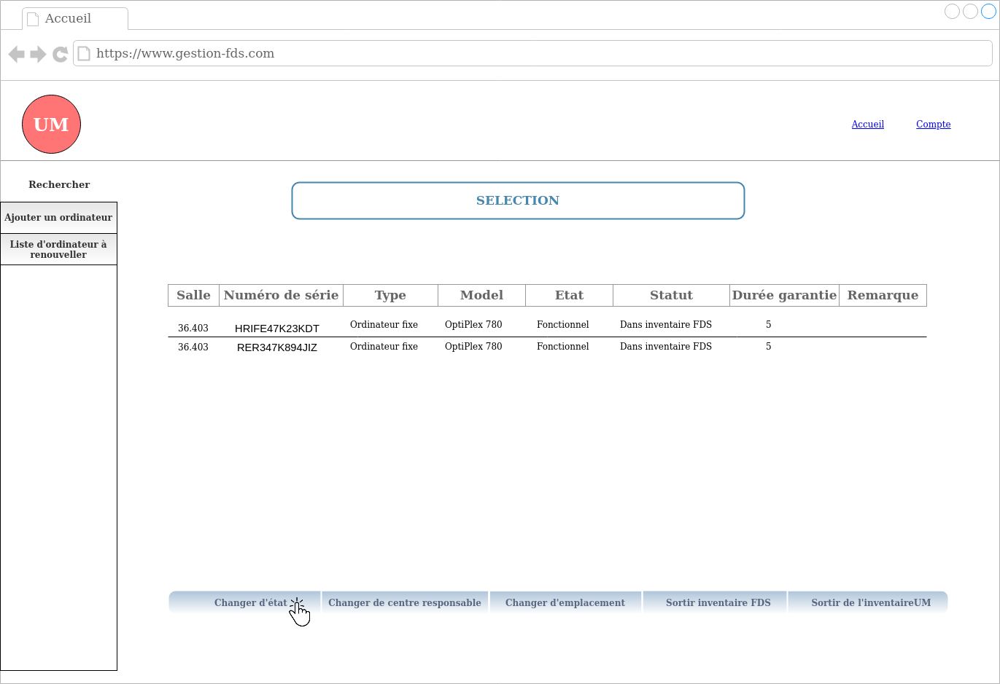 Accueil
https://www.gestion-fds.com
UM
Accueil Compte
Rechercher
SELECTION
Ajouter un ordinateur
Liste d'ordinateur à
renouveller
Salle Numéro de série Type Model Etat Statut Durée garantie Remarque
36.403 HRIFE47K23KDT Ordinateur fixe OptiPlex 780 Fonctionnel Dans inventaire FDS 5
36.403 RER347K894JIZ Ordinateur fixe OptiPlex 780 Fonctionnel Dans inventaire FDS 5
Changer d'état Changer de centre responsable Changer d'emplacement Sortir inventaire FDS Sortir de l'inventaireUM